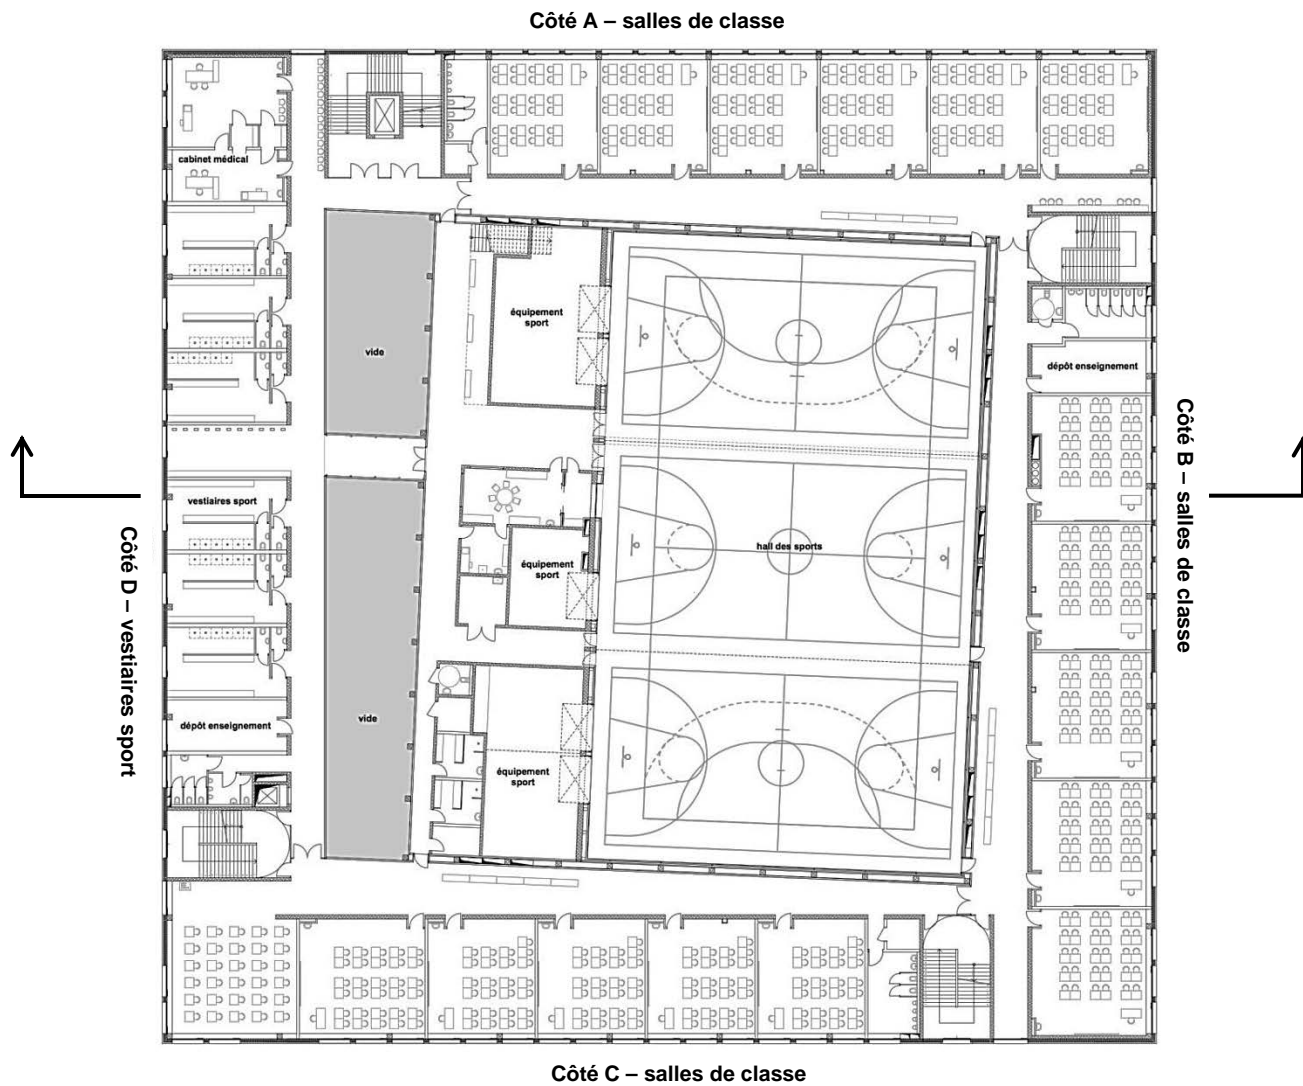 Côté A – salles de classe
cabinet médical
équipement
sport
vide
dépôt enseignement
Côté B – salles de classe
vestiaires sport
hall des sports
équipement
sport
Côté D – vestiaires sport
dépôt enseignement
vide
équipement
sport
Côté C – salles de classe